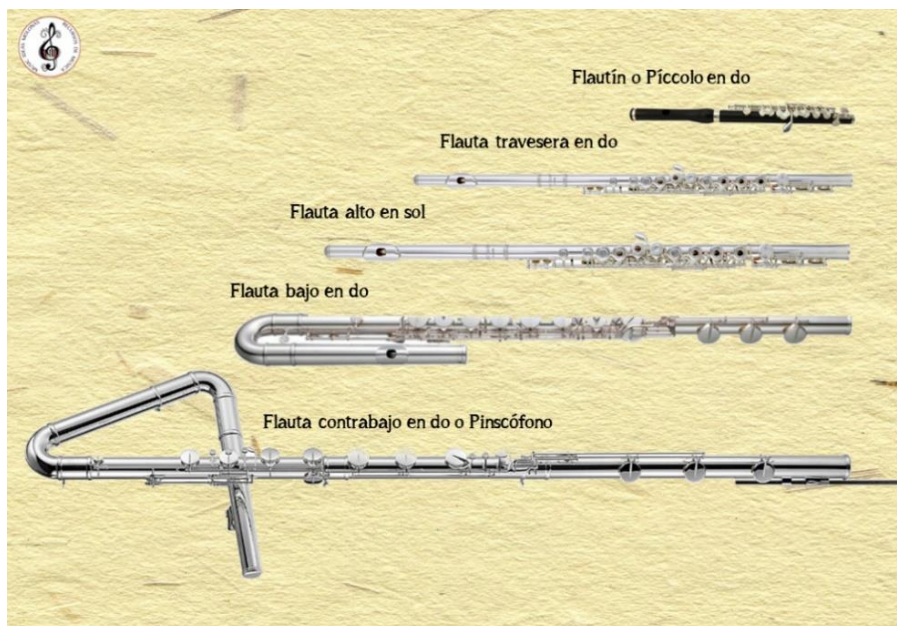 Flautín o Píccolo en do
Flauta travesera en do
Flauta alto en sol
Flauta bajo en do
Flauta contrabajo en do o Pinscófono